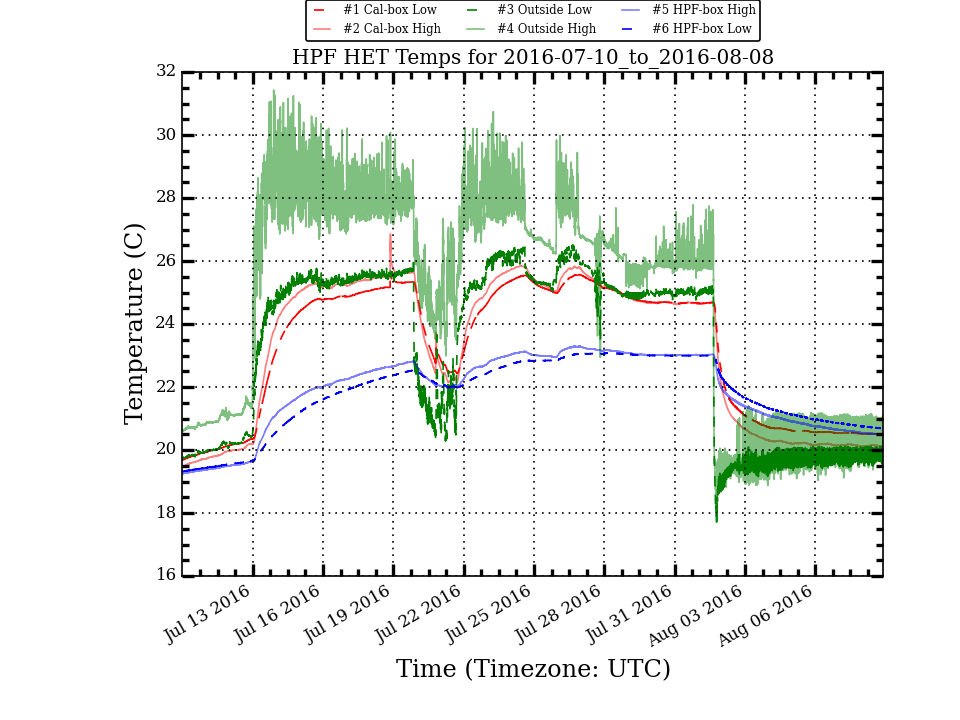 #1 Cal-box Low #3 Outside Low #5 HPF-box High
#2 Cal-box High #4 Outside High #6 HPF-box Low
HPF HET Temps for 2016-07-10_to_2016-08-08
32
30
28
26
24
22
20
18
16
Temperature (C)
Jul 13 2016
Jul 16 2016
Jul 19 2016
Jul 22 2016
Jul 25 2016
Jul 28 2016
Jul 31 2016
Aug 03 2016
Aug 06 2016
Time (Timezone: UTC)